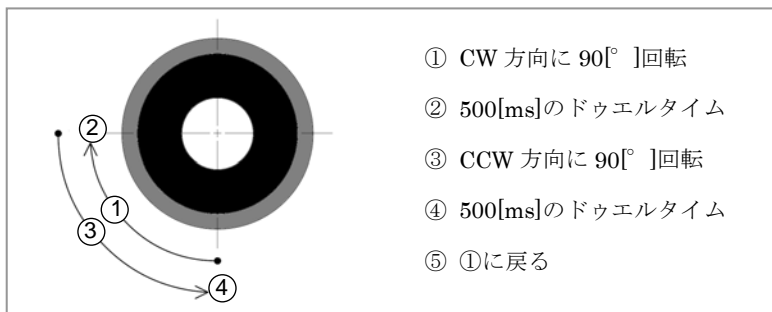 ① CW 方向に 90[°]回転
② 500[ms]のドゥエルタイム
③ CCW 方向に 90[°]回転
④ 500[ms]のドゥエルタイム
⑤ ①に戻る
②
①
③
④